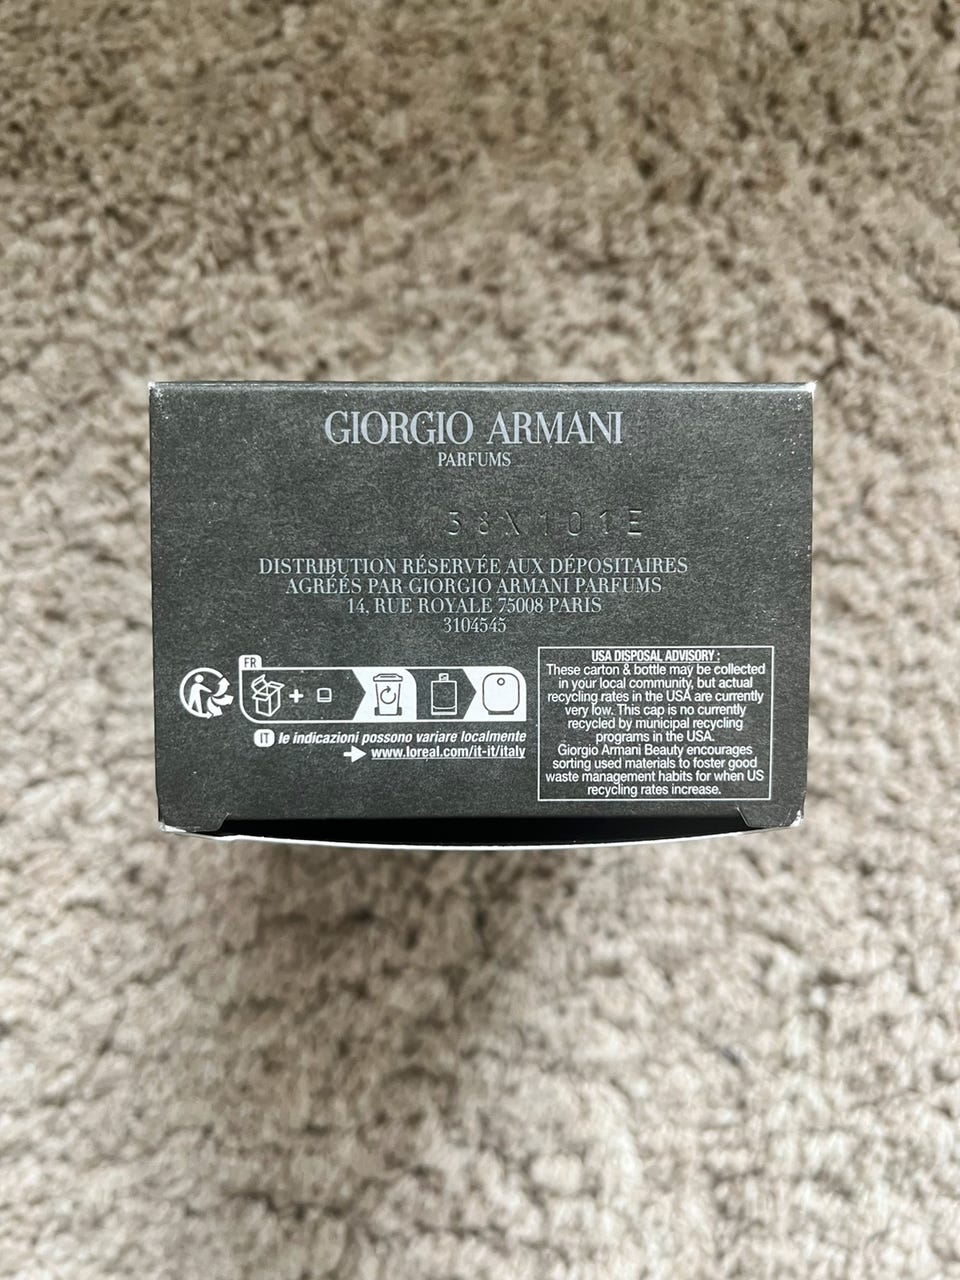 GIORGIO ARMANI
PARFUMS
38X101E
DISTRIBUTION RÉSERVÉE AUX DÉPOSITAIRES
AGRÉÉS PAR GIORGIO ARMANI PARFUMS
14, RUE ROYALE 75008 PARIS
3104545
FR
+
IT le indicazioni possono variare localmente
www.loreal.com/it-it/italy
USA DISPOSAL ADVISORY :
These carton & bottle may be collected
in your local community, but actual
recycling rates in the USA are currently
very low. This cap is no currently
recycled by municipal recycling
programs in the USA.
Giorgio Armani Beauty encourages
sorting used materials to foster good
waste management habits for when US
recycling rates increase.